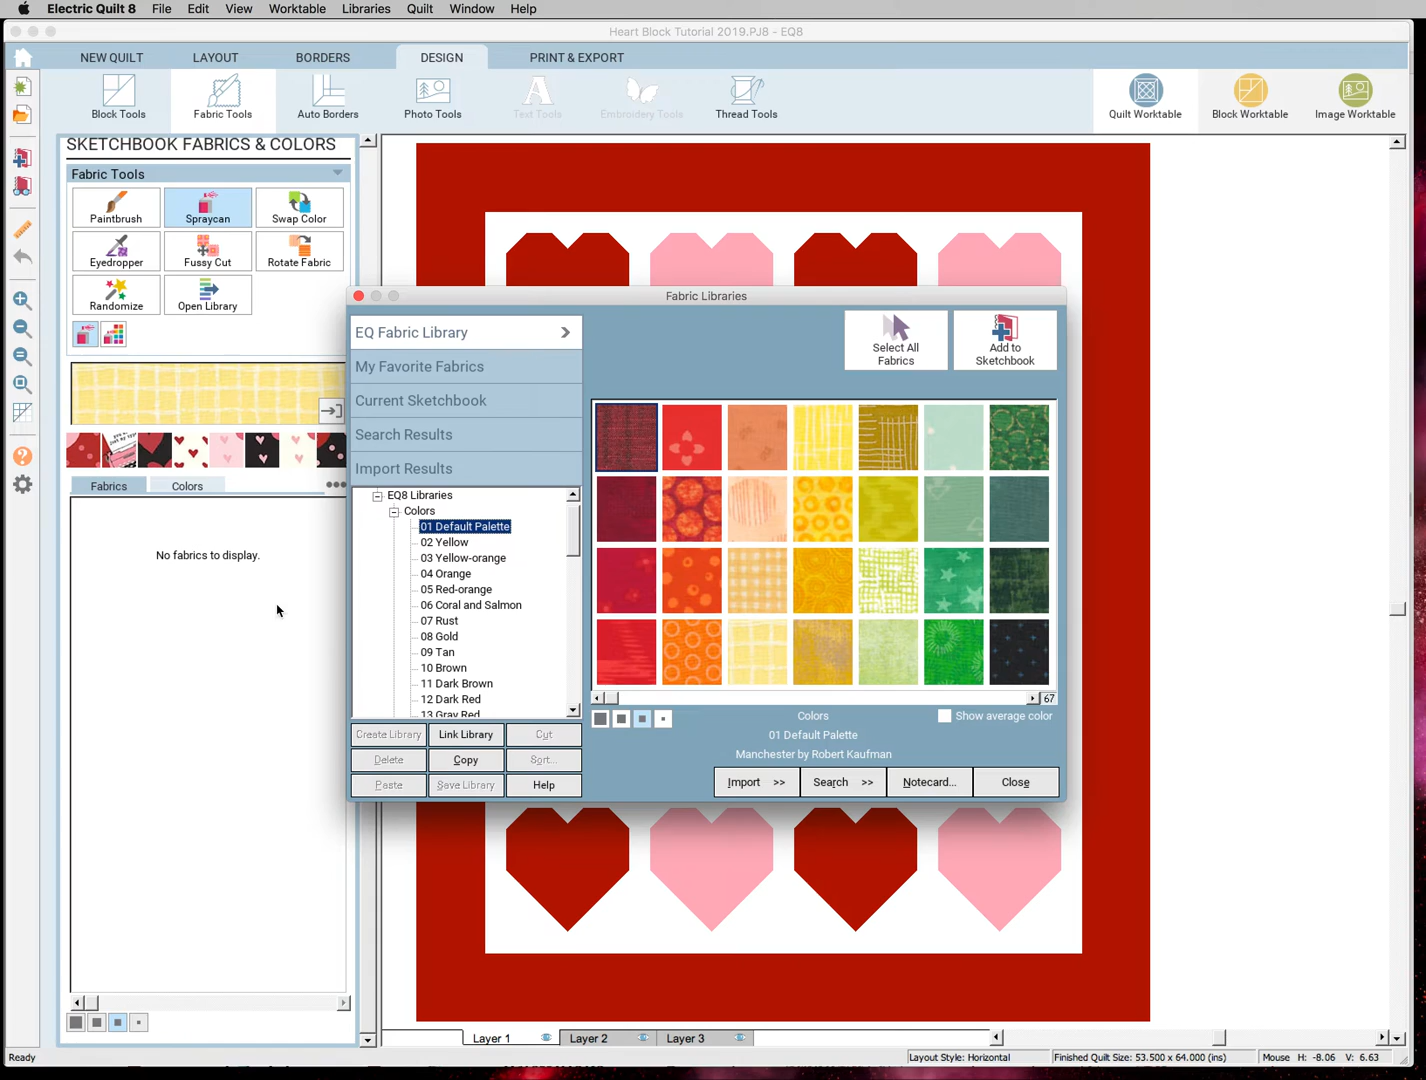 Electric Quilt 8 File Edit View Worktable Libraries Quilt Window Help
Heart Block Tutorial 2019.PJ8 - EQ8
NEW QUILT LAYOUT BORDERS DESIGN PRINT & EXPORT
Block Tools Fabric Tools Auto Borders Photo Tools Text Tools Embroidery Tools Thread Tools Quilt Worktable Block Worktable Image Worktable
SKETCHBOOK FABRICS & COLORS
Fabric Tools
Paintbrush Spraycan Swap Color
Eyedropper Fussy Cut Rotate Fabric
Randomize Open Library
Fabrics Colors
No fabrics to display.
Fabric Libraries
EQ Fabric Library
My Favorite Fabrics
Current Sketchbook
Search Results
Import Results
Select All
Fabrics
Add to
Sketchbook
EQ8 Libraries
Colors
01 Default Palette
02 Yellow
03 Yellow-orange
04 Orange
05 Red-orange
06 Coral and Salmon
07 Rust
08 Gold
09 Tan
10 Brown
11 Dark Brown
12 Dark Red
13 Gray Red
67
Create Library Link Library Cut
Delete Copy Sort...
Paste Save Library Help
Colors
Show average color
01 Default Palette
Manchester by Robert Kaufman
Import >> Search >> Notecard... Close
Layer 1 Layer 2 Layer 3
Ready
Layout Style: Horizontal Finished Quilt Size: 53.500 x 64.000 (ins) Mouse H: -8.06 V: 6.63